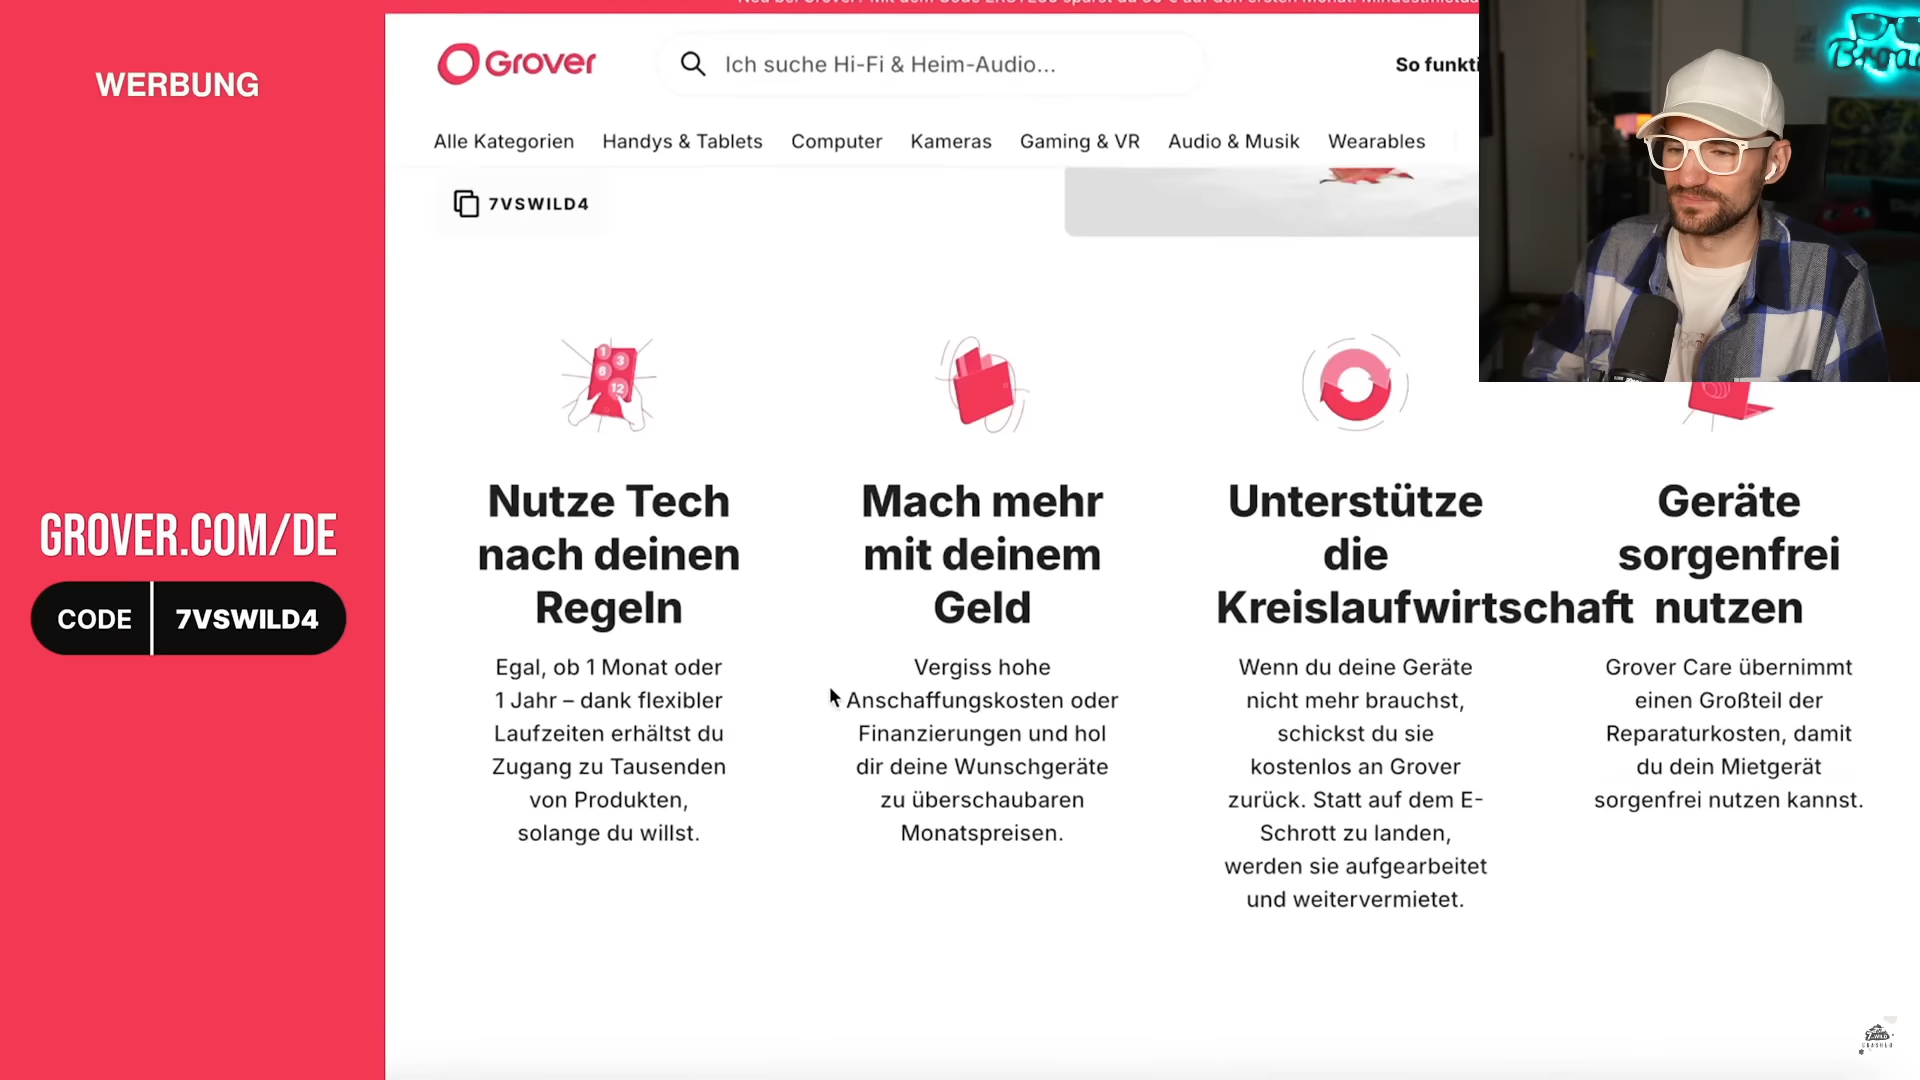 WERBUNG
GROVER.COM/DE
CODE 7VSWILD4
Grover
Ich suche Hi-Fi & Heim-Audio...
So funkti
Alle Kategorien Handys & Tablets Computer Kameras Gaming & VR Audio & Musik Wearables
7VSWILD4
1 3
6
12
Nutze Tech
nach deinen
Regeln
Egal, ob 1 Monat oder
1 Jahr – dank flexibler
Laufzeiten erhältst du
Zugang zu Tausenden
von Produkten,
solange du willst.
Mach mehr
mit deinem
Geld
Vergiss hohe
Anschaffungskosten oder
Finanzierungen und hol
dir deine Wunschgeräte
zu überschaubaren
Monatspreisen.
Unterstütze
die
Kreislaufwirtschaft
Wenn du deine Geräte
nicht mehr brauchst,
schickst du sie
kostenlos an Grover
zurück. Statt auf dem E-
Schrott zu landen,
werden sie aufgearbeitet
und weitervermietet.
Geräte
sorgenfrei
nutzen
Grover Care übernimmt
einen Großteil der
Reparaturkosten, damit
du dein Mietgerät
sorgenfrei nutzen kannst.